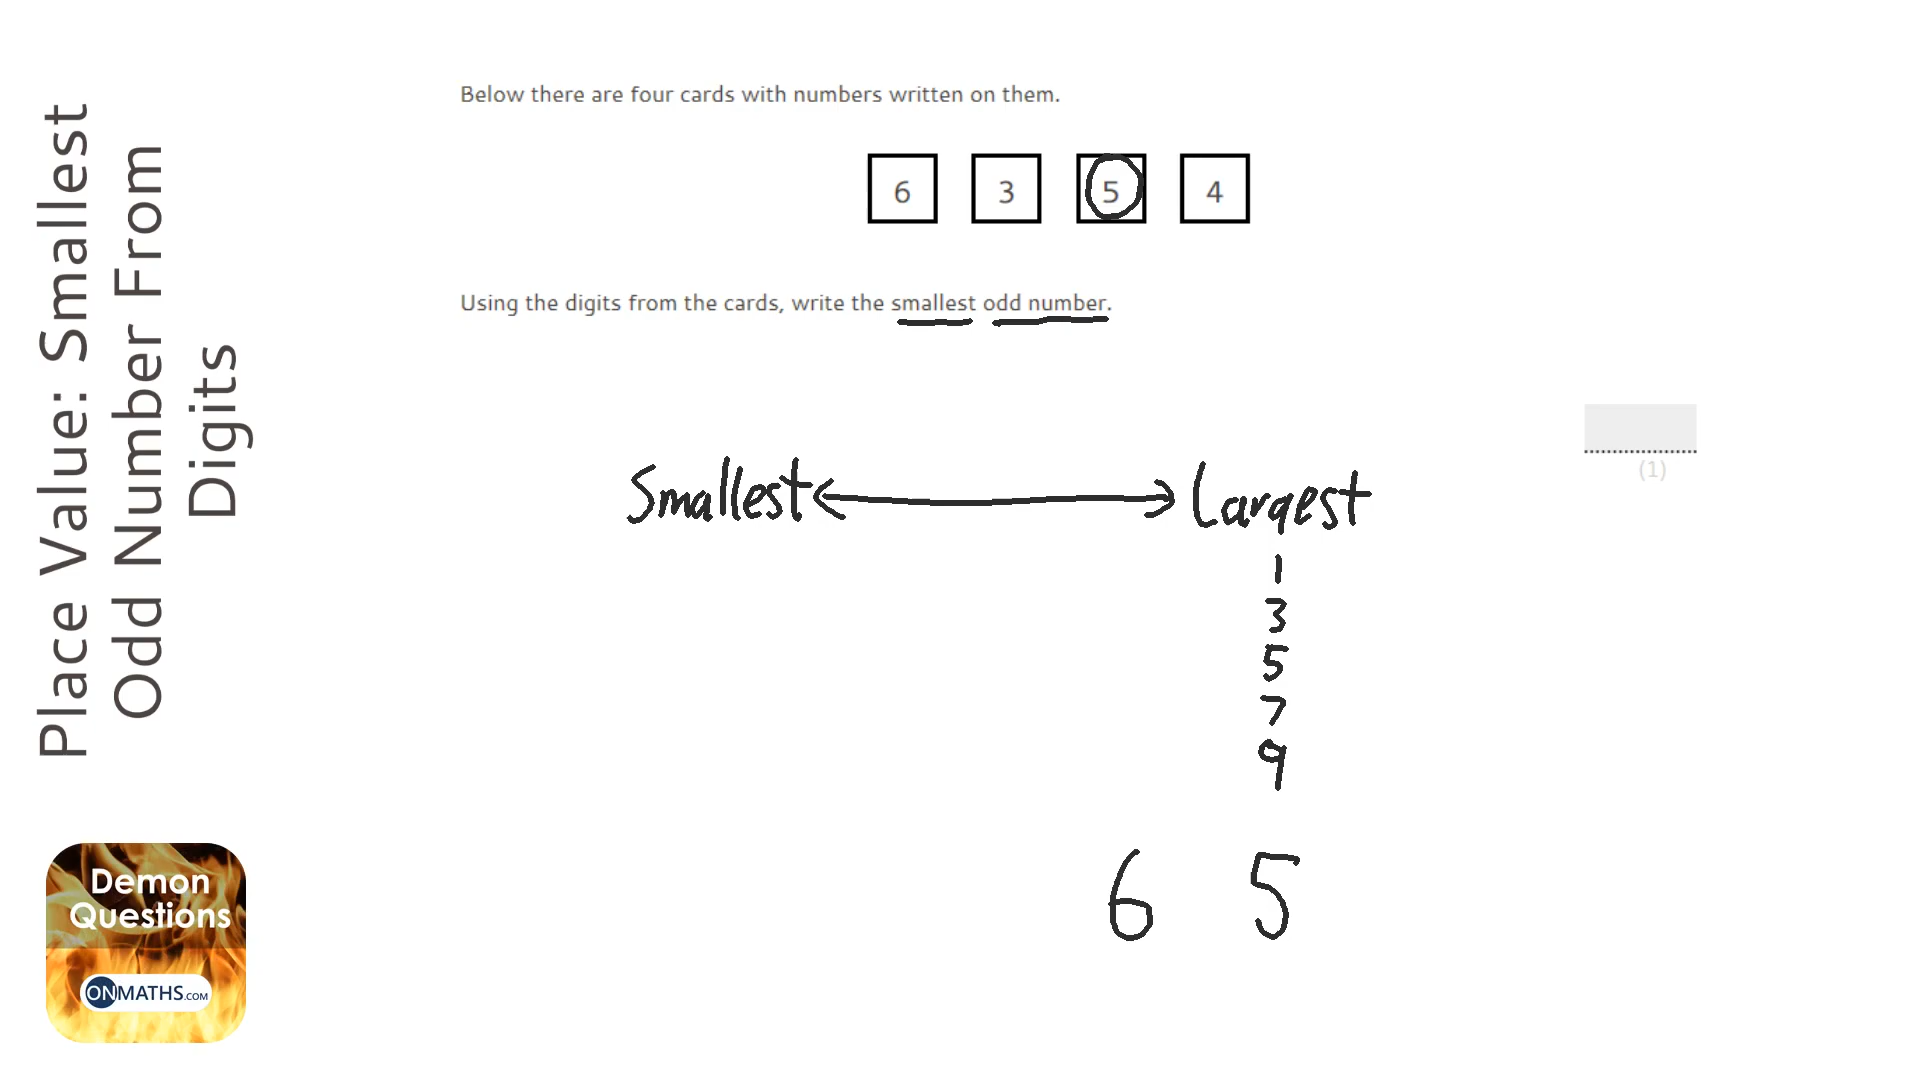 Place Value: Smallest
Odd Number From
Digits
Below there are four cards with numbers written on them.
6 3 5 4
Using the digits from the cards, write the smallest odd number.
(1)
Smallest Largest
1
3
5
7
9
6 5
Demon
Questions
ONMATHS.COM